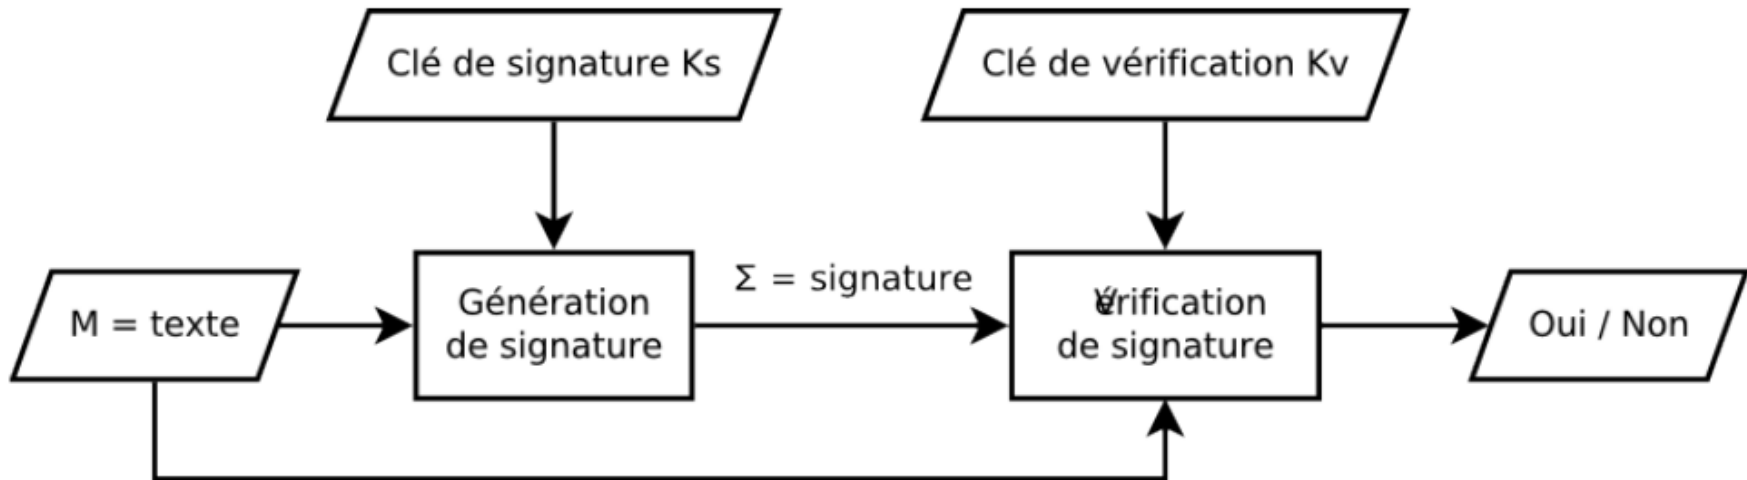 Clé de signature Ks
Clé de vérification Kv
M = texte
Génération
de signature
Σ = signature
Vérification
de signature
Oui / Non